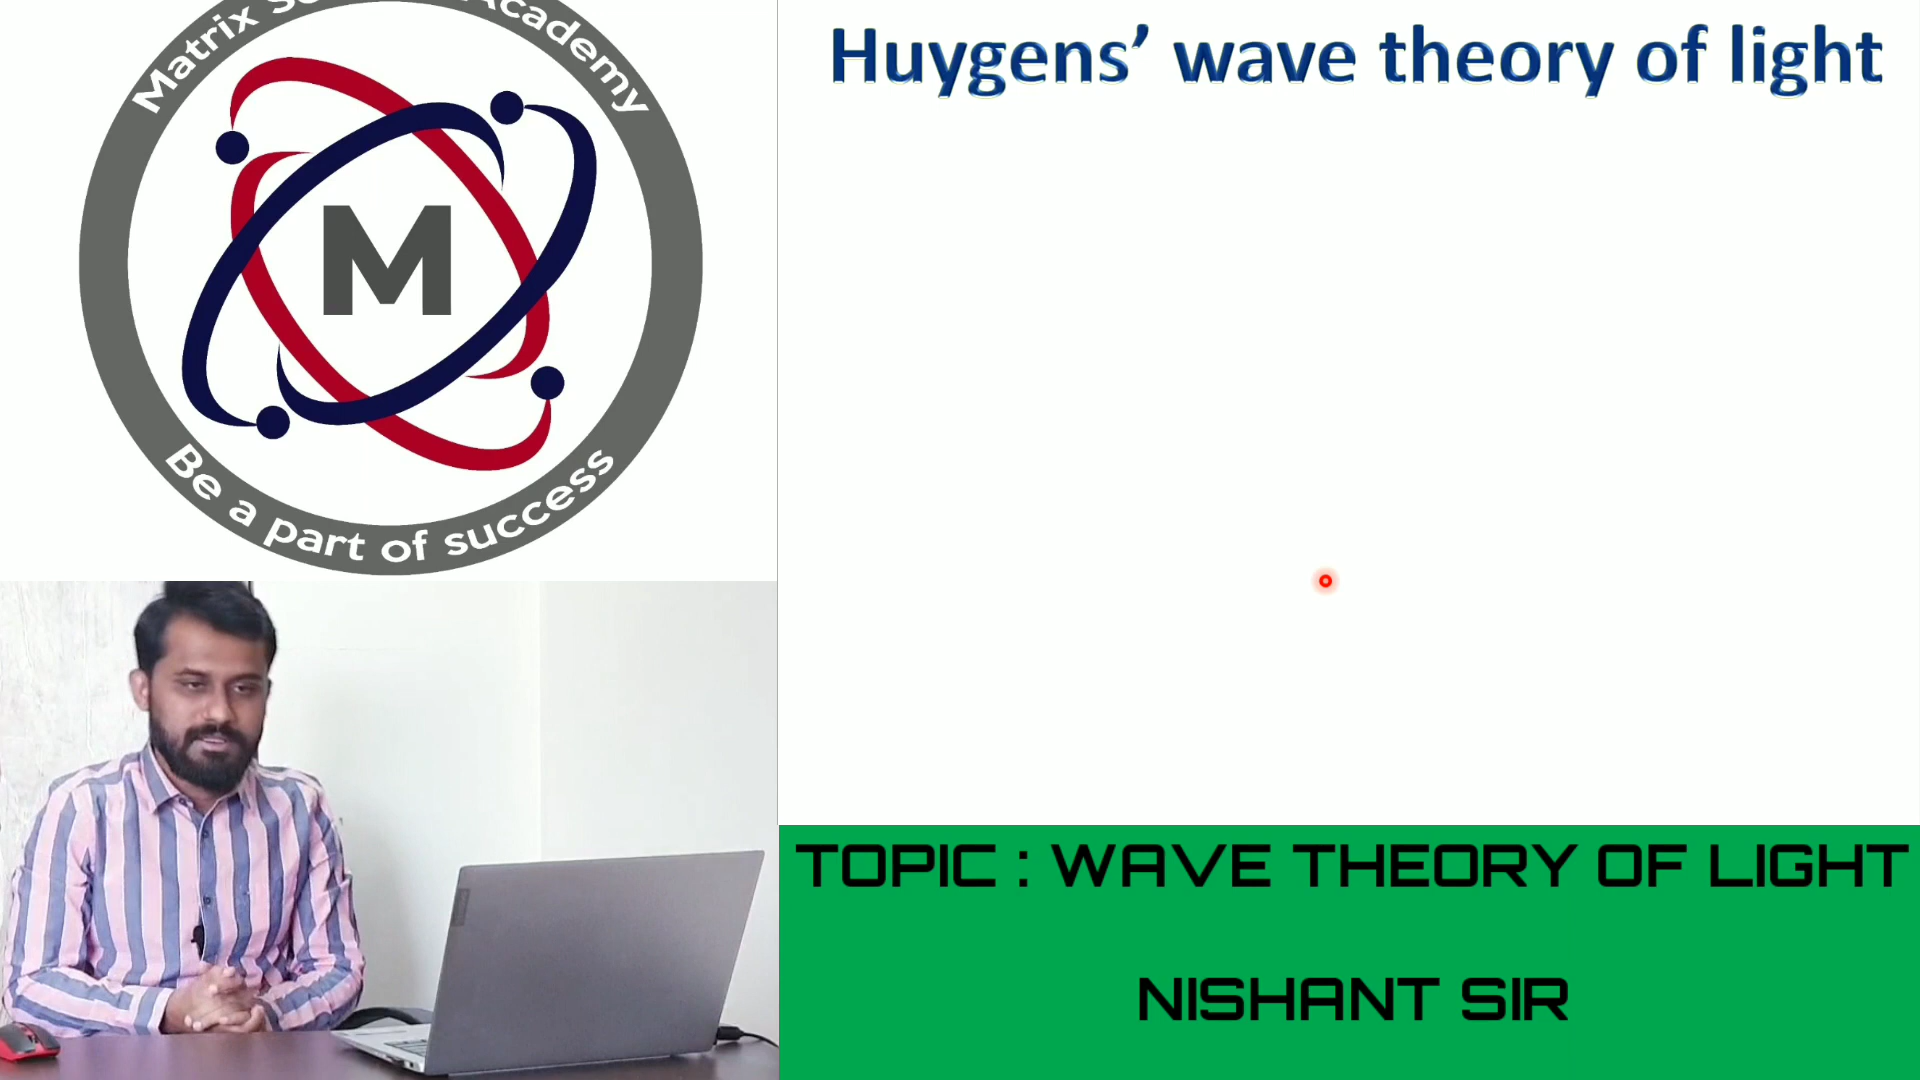 Matrix Academy
M
Be a part of success
Huygens’ wave theory of light
TOPIC : WAVE THEORY OF LIGHT
NISHANT SIR